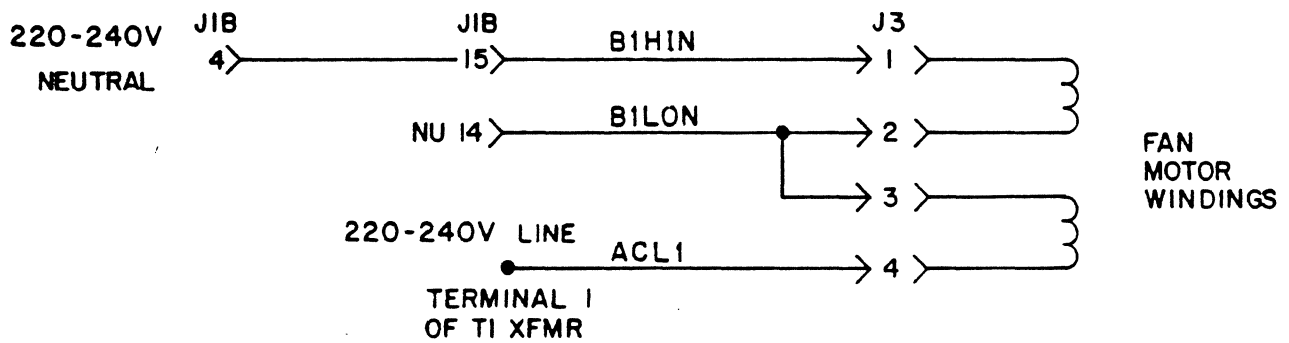 220-240V
NEUTRAL
J1B
4
J1B
15
B1HIN
J3
1
NU 14
B1LON
2
3
220-240V LINE
ACL1
4
TERMINAL 1
OF T1 XFMR
FAN
MOTOR
WINDINGS